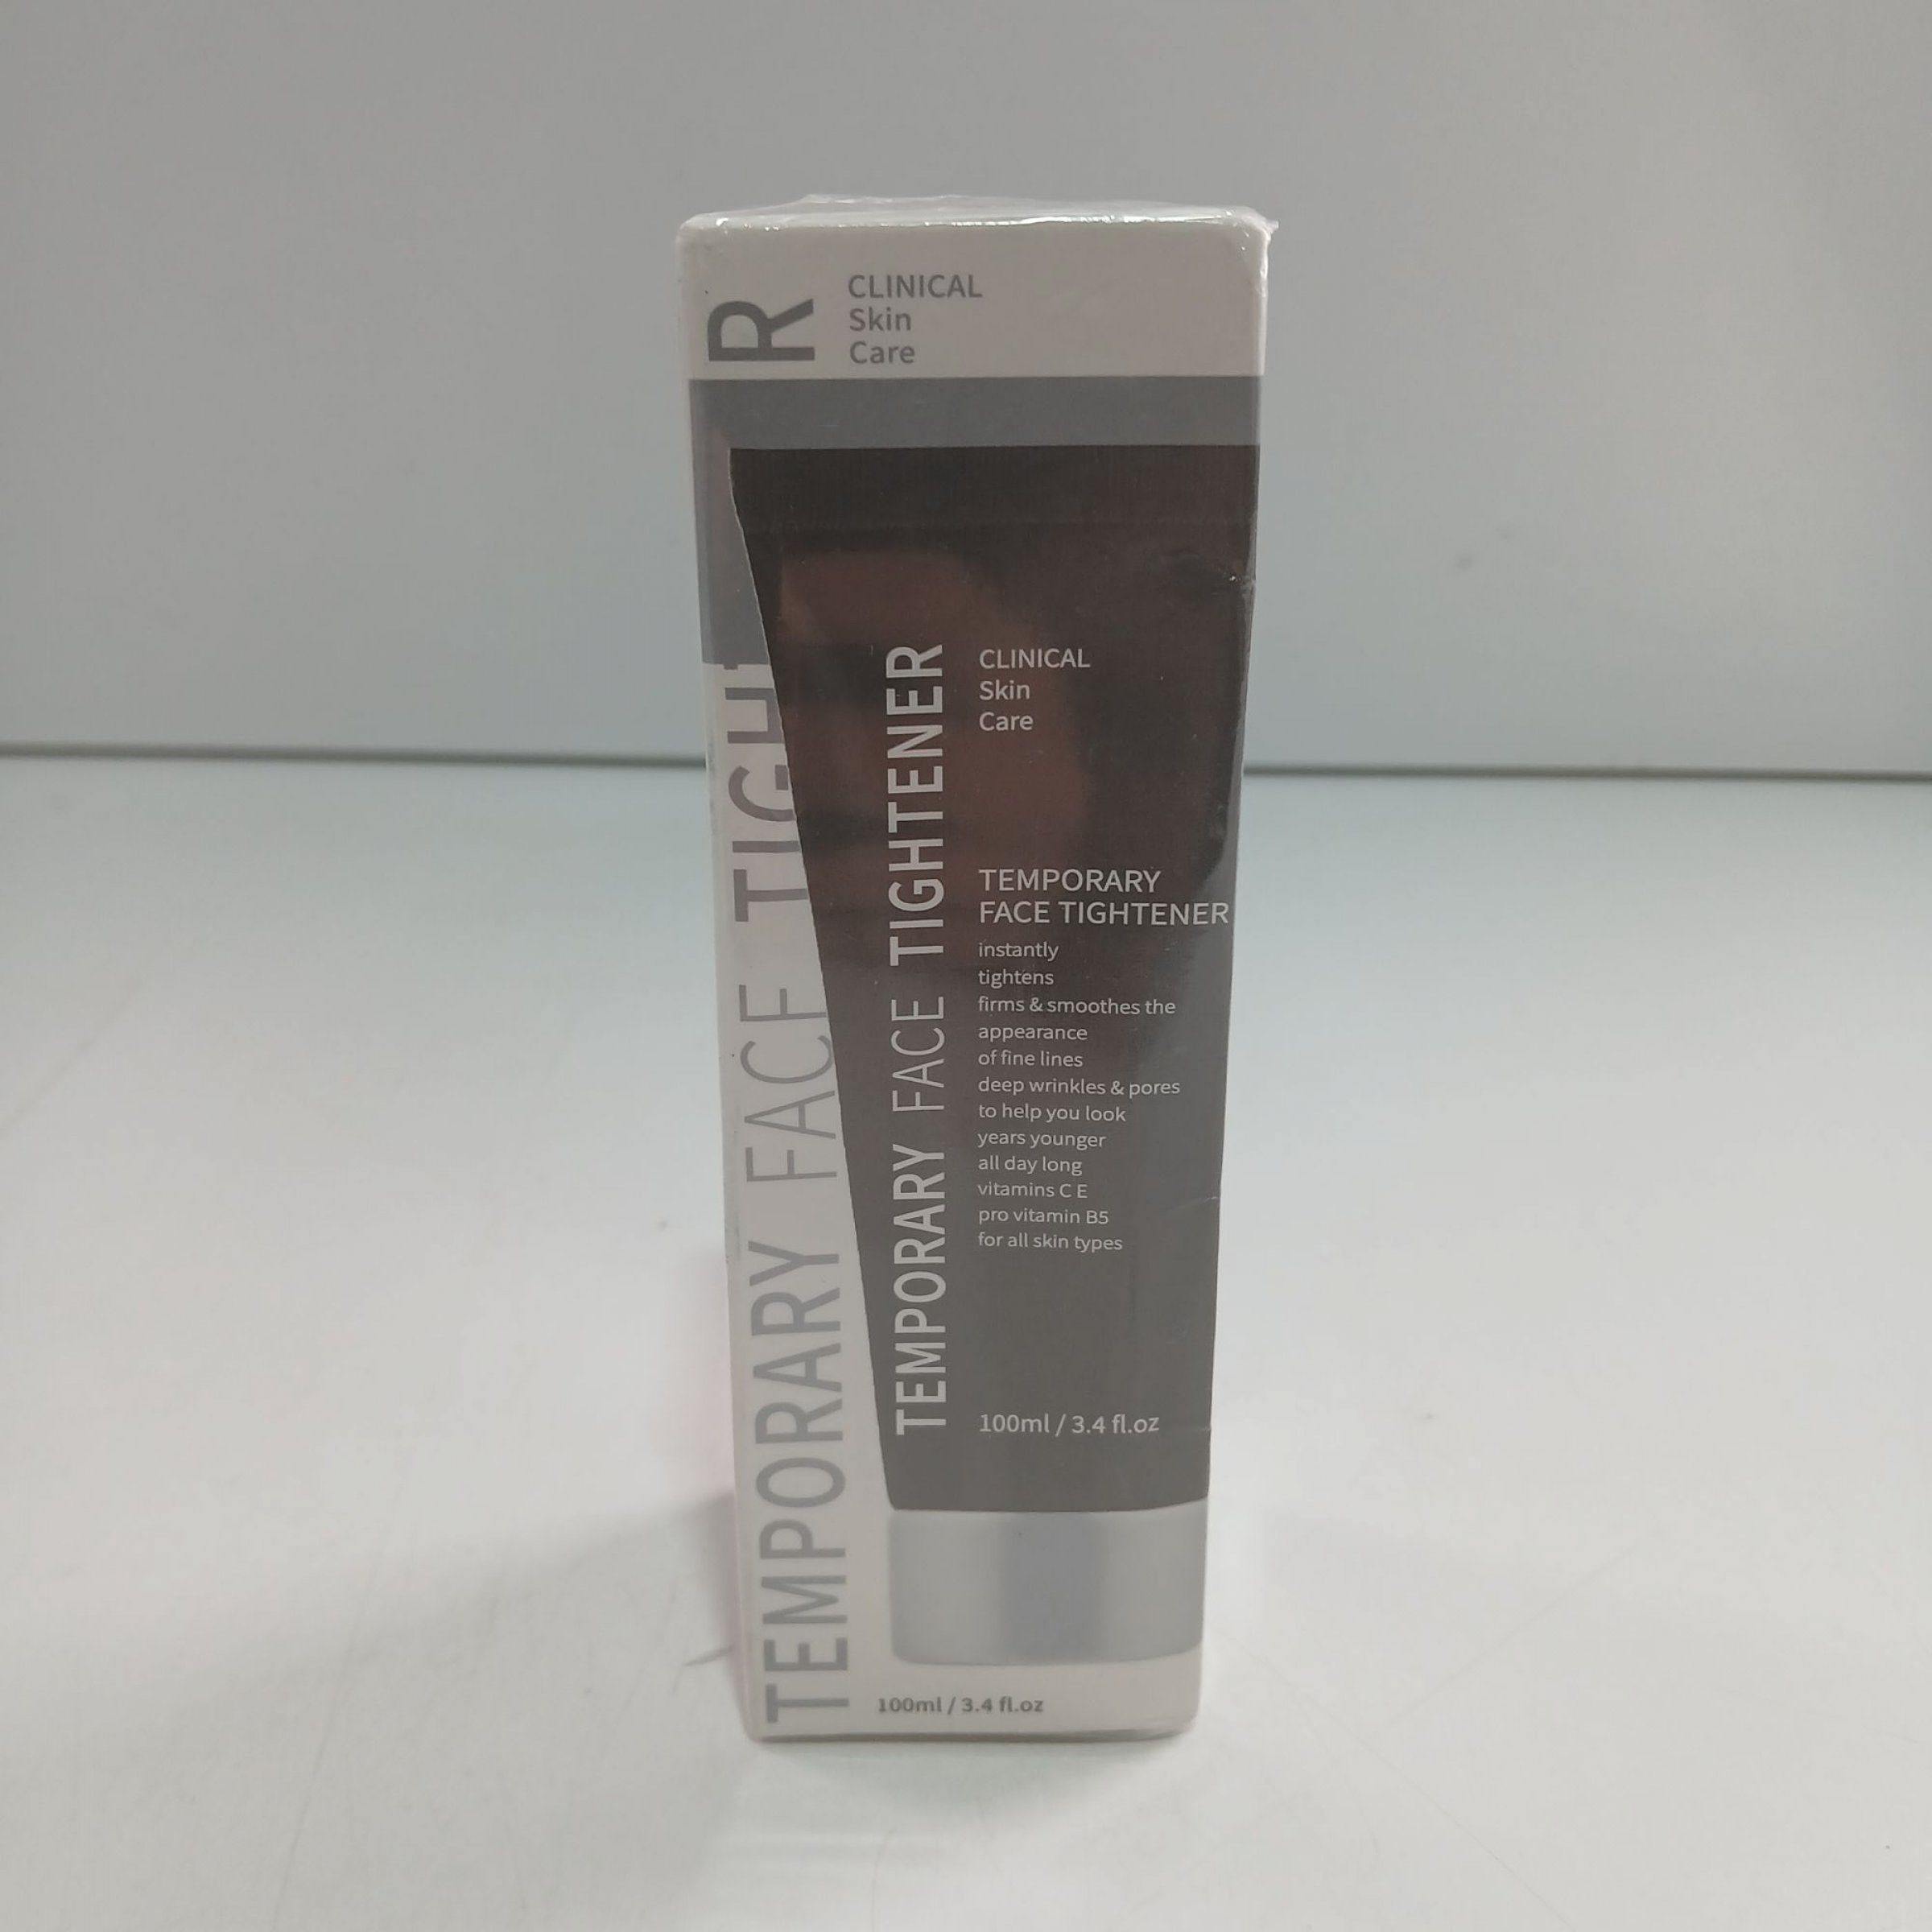 R
CLINICAL
Skin
Care
TEMPORARY FACE TIGHT
TEMPORARY FACE TIGHTENER
CLINICAL
Skin
Care
TEMPORARY
FACE TIGHTENER
instantly
tightens
firms & smoothes the
appearance
of fine lines
deep wrinkles & pores
to help you look
years younger
all day long
vitamins C E
pro vitamin B5
for all skin types
100ml / 3.4 fl.oz
100ml / 3.4 fl.oz